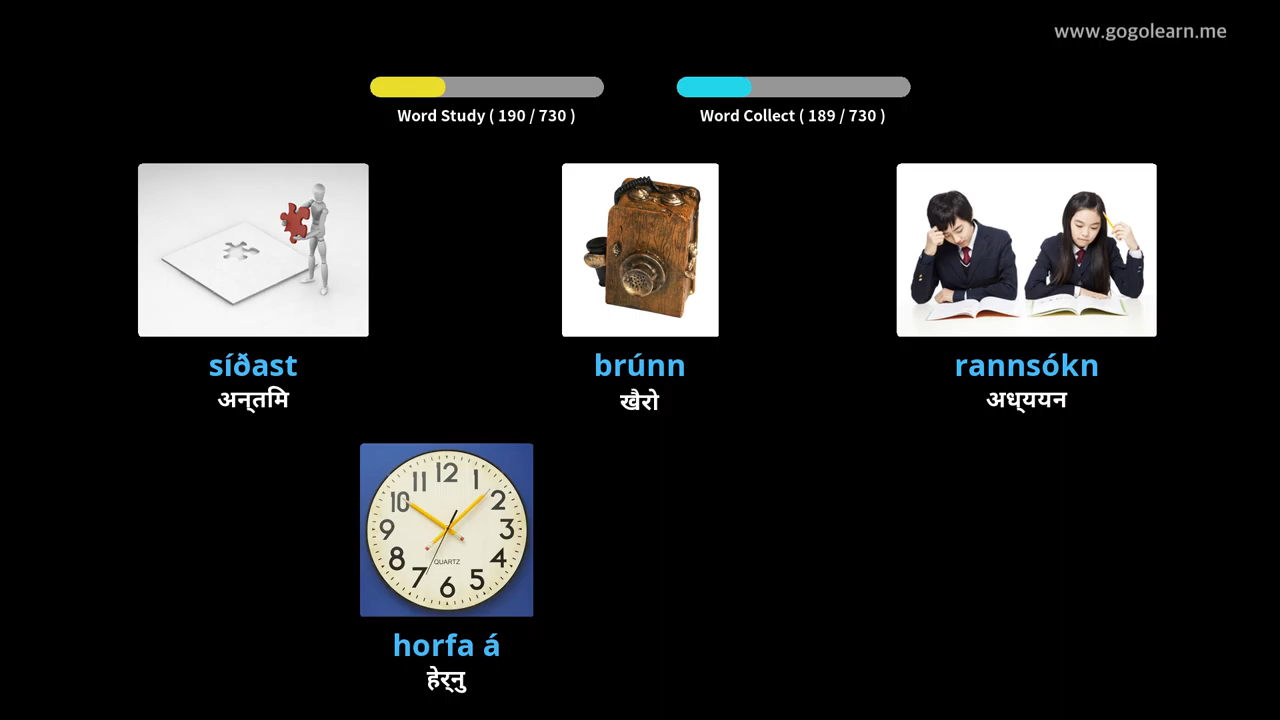 www.gogolearn.me
Word Study ( 190 / 730 )
Word Collect ( 189 / 730 )
síðast
अन्तिम
brúnn
खैरो
rannsókn
अध्ययन
12
1
2
3
4
5
6
7
8
9
10
11
QUARTZ
horfa á
हेर्नु